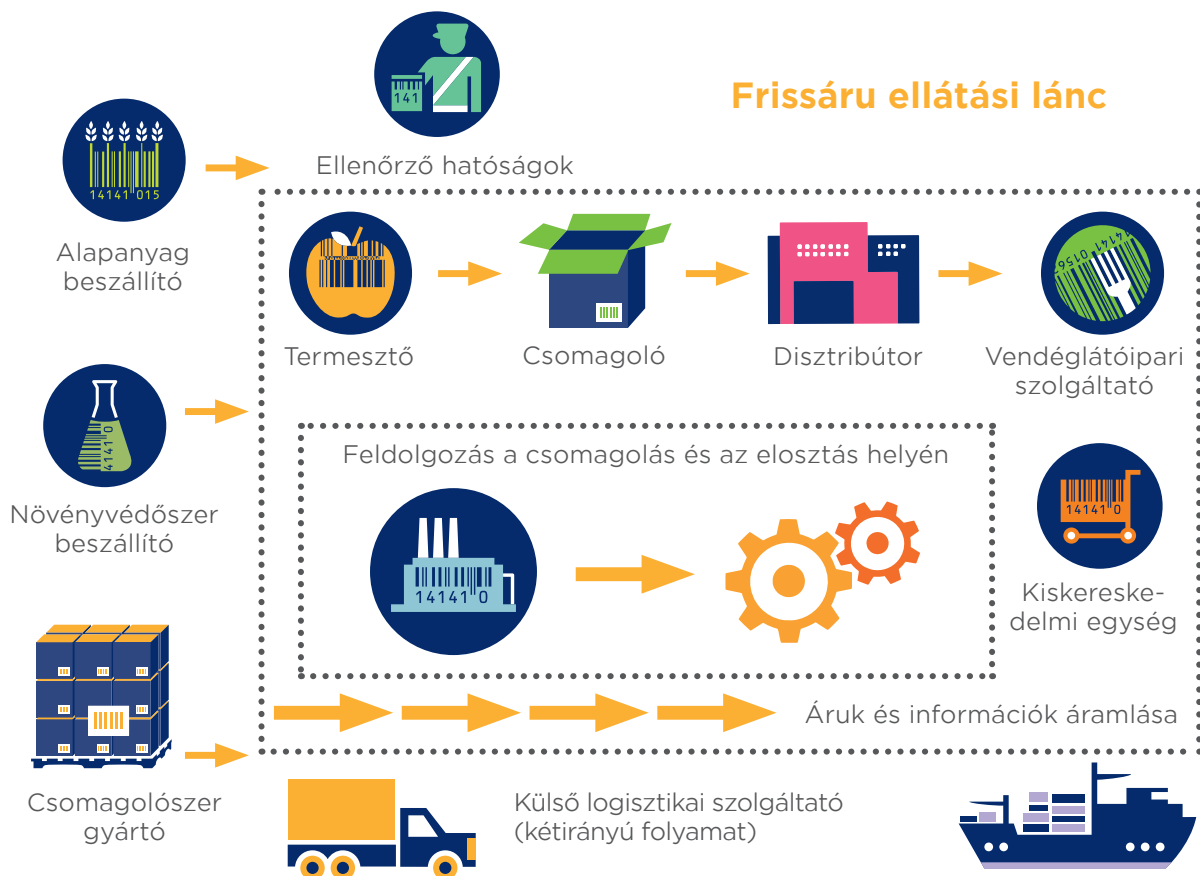 Frissáru ellátási lánc
141
Ellenőrző hatóságok
14141 015
Alapanyag
beszállító
Termesztő
Csomagoló
Disztribútor
14141 0156
Vendéglátóipari
szolgáltató
4141 0
Növényvédőszer
beszállító
Feldolgozás a csomagolás és az elosztás helyén
14141 0
14141 0
Kiskereske-
delmi egység
Áruk és információk áramlása
Csomagolószer
gyártó
Külső logisztikai szolgáltató
(kétirányú folyamat)